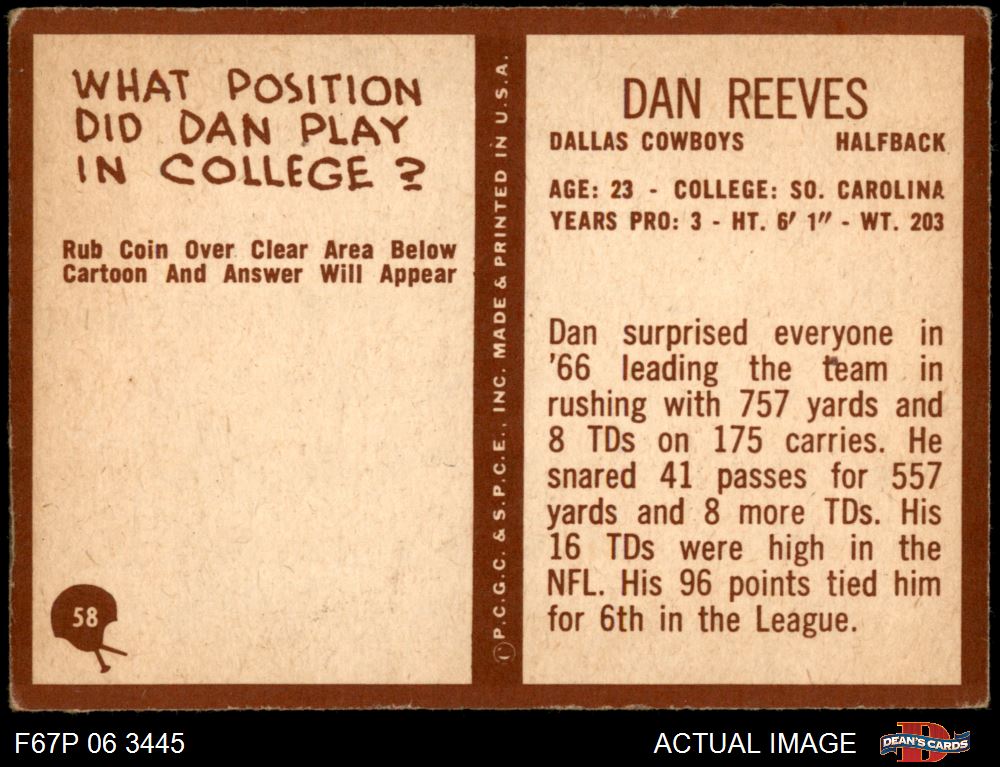 WHAT POSITION
DID DAN PLAY
IN COLLEGE ?
Rub Coin Over Clear Area Below
Cartoon And Answer Will Appear
58
© P.C.G.C. & S.P.C.E., INC. MADE & PRINTED IN U.S.A.
DAN REEVES
DALLAS COWBOYS HALFBACK
AGE: 23 - COLLEGE: SO. CAROLINA
YEARS PRO: 3 - HT. 6' 1" - WT. 203
Dan surprised everyone in
'66 leading the team in
rushing with 757 yards and
8 TDs on 175 carries. He
snared 41 passes for 557
yards and 8 more TDs. His
16 TDs were high in the
NFL. His 96 points tied him
for 6th in the League.
F67P 06 3445
ACTUAL IMAGE
D
DEAN'S CARDS